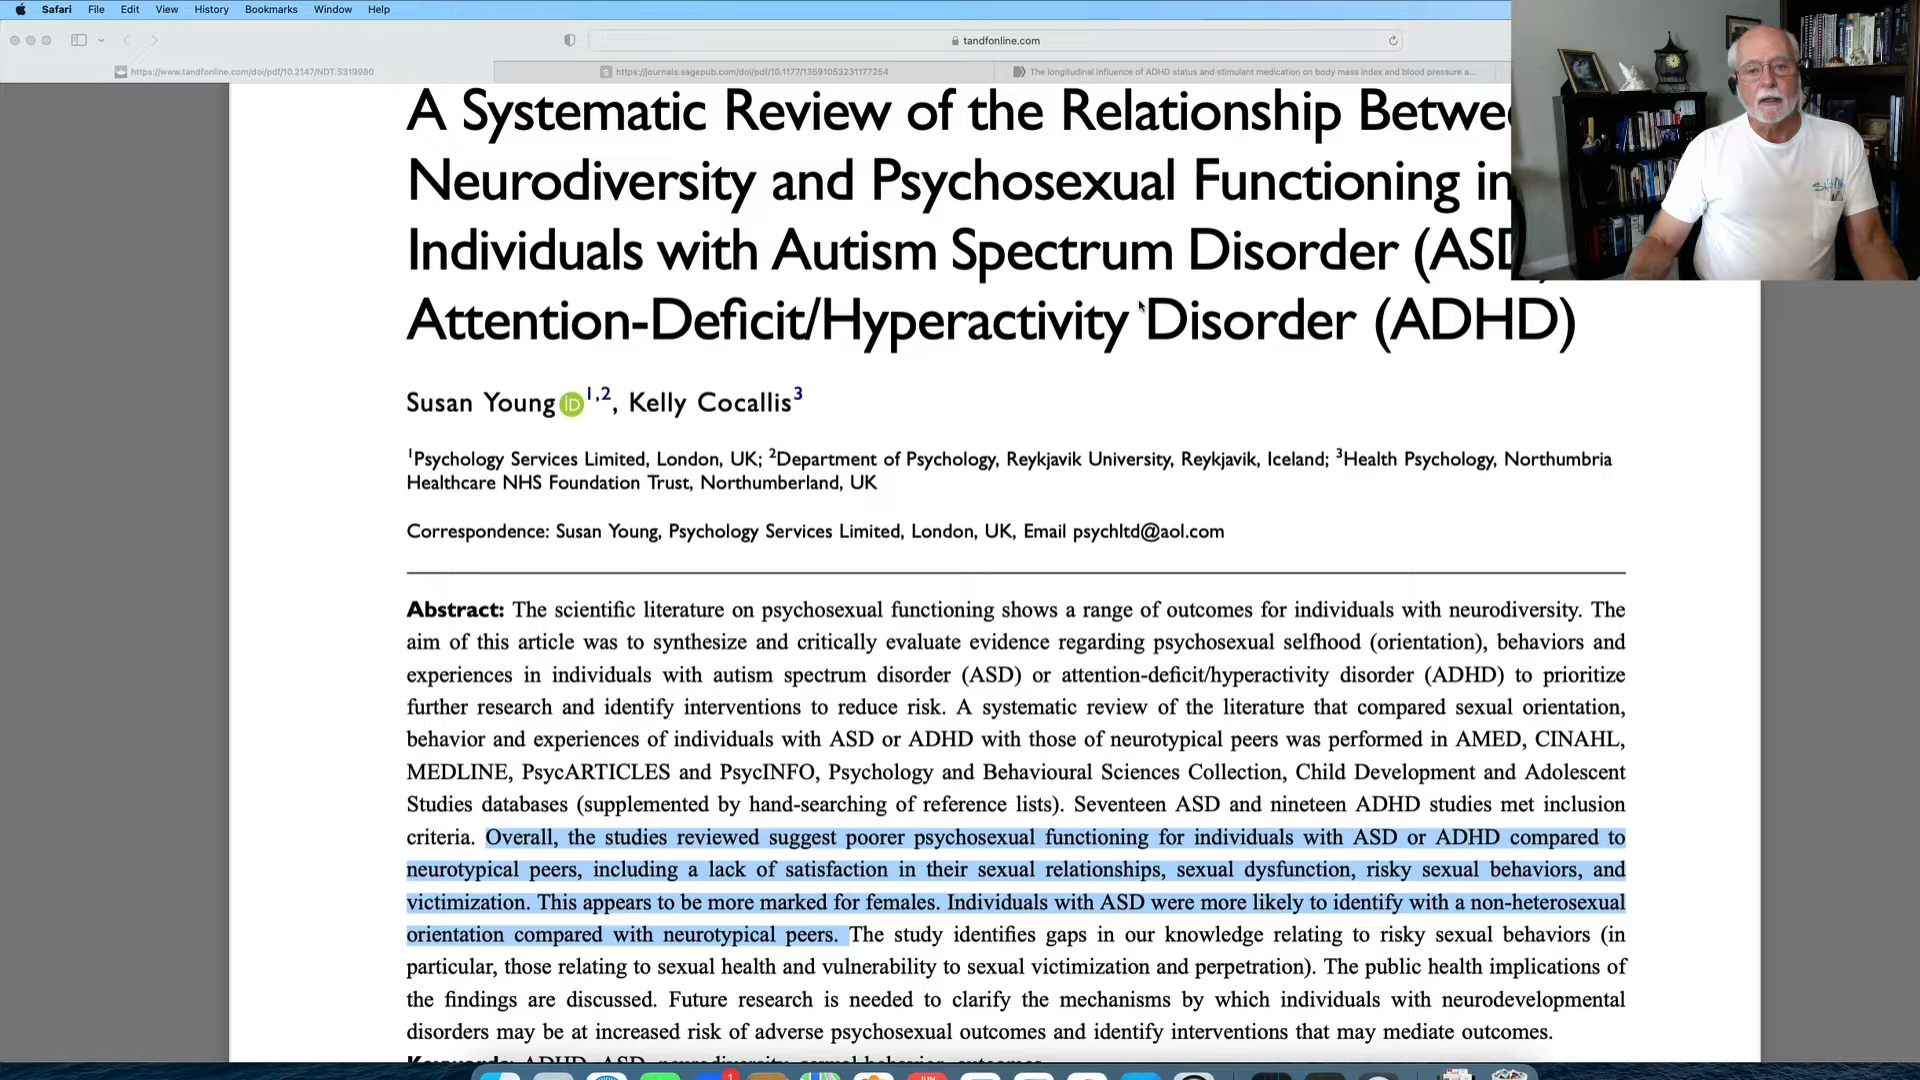 Safari File Edit View History Bookmarks Window Help
tandfonline.com
https://www.tandfonline.com/doi/pdf/10.2147/NDT.S319980
https://journals.sagepub.com/doi/pdf/10.1177/13591053231177254
The longitudinal influence of ADHD status and stimulant medication on body mass index and blood pressure a...
A Systematic Review of the Relationship Betwee
Neurodiversity and Psychosexual Functioning in
Individuals with Autism Spectrum Disorder (ASD
Attention-Deficit/Hyperactivity Disorder (ADHD)
Susan Young iD 1,2, Kelly Cocallis3
1Psychology Services Limited, London, UK; 2Department of Psychology, Reykjavik University, Reykjavik, Iceland; 3Health Psychology, Northumbria
Healthcare NHS Foundation Trust, Northumberland, UK
Correspondence: Susan Young, Psychology Services Limited, London, UK, Email psychltd@aol.com
Abstract: The scientific literature on psychosexual functioning shows a range of outcomes for individuals with neurodiversity. The
aim of this article was to synthesize and critically evaluate evidence regarding psychosexual selfhood (orientation), behaviors and
experiences in individuals with autism spectrum disorder (ASD) or attention-deficit/hyperactivity disorder (ADHD) to prioritize
further research and identify interventions to reduce risk. A systematic review of the literature that compared sexual orientation,
behavior and experiences of individuals with ASD or ADHD with those of neurotypical peers was performed in AMED, CINAHL,
MEDLINE, PsycARTICLES and PsycINFO, Psychology and Behavioural Sciences Collection, Child Development and Adolescent
Studies databases (supplemented by hand-searching of reference lists). Seventeen ASD and nineteen ADHD studies met inclusion
criteria. Overall, the studies reviewed suggest poorer psychosexual functioning for individuals with ASD or ADHD compared to
neurotypical peers, including a lack of satisfaction in their sexual relationships, sexual dysfunction, risky sexual behaviors, and
victimization. This appears to be more marked for females. Individuals with ASD were more likely to identify with a non-heterosexual
orientation compared with neurotypical peers. The study identifies gaps in our knowledge relating to risky sexual behaviors (in
particular, those relating to sexual health and vulnerability to sexual victimization and perpetration). The public health implications of
the findings are discussed. Future research is needed to clarify the mechanisms by which individuals with neurodevelopmental
disorders may be at increased risk of adverse psychosexual outcomes and identify interventions that may mediate outcomes.
Keywords: ADHD, ASD, neurodiversity, sexual behavior, outcomes
1
JUN